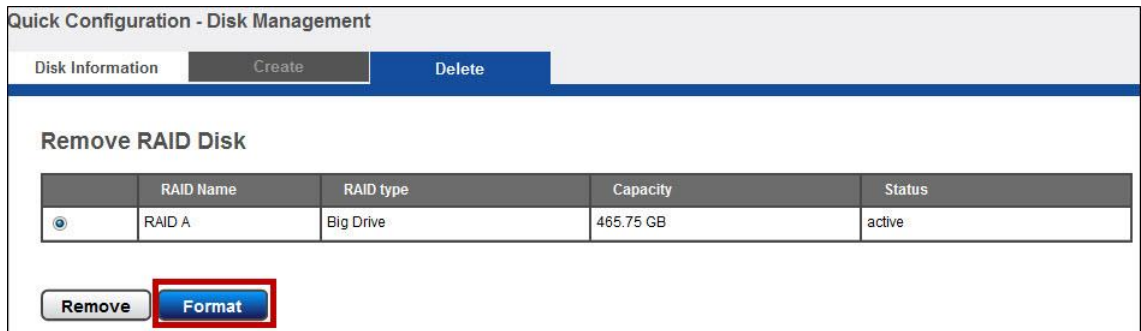 Quick Configuration - Disk Management
Disk Information Create Delete
Remove RAID Disk
RAID Name RAID type Capacity Status
RAID A Big Drive 465.75 GB active
Remove Format